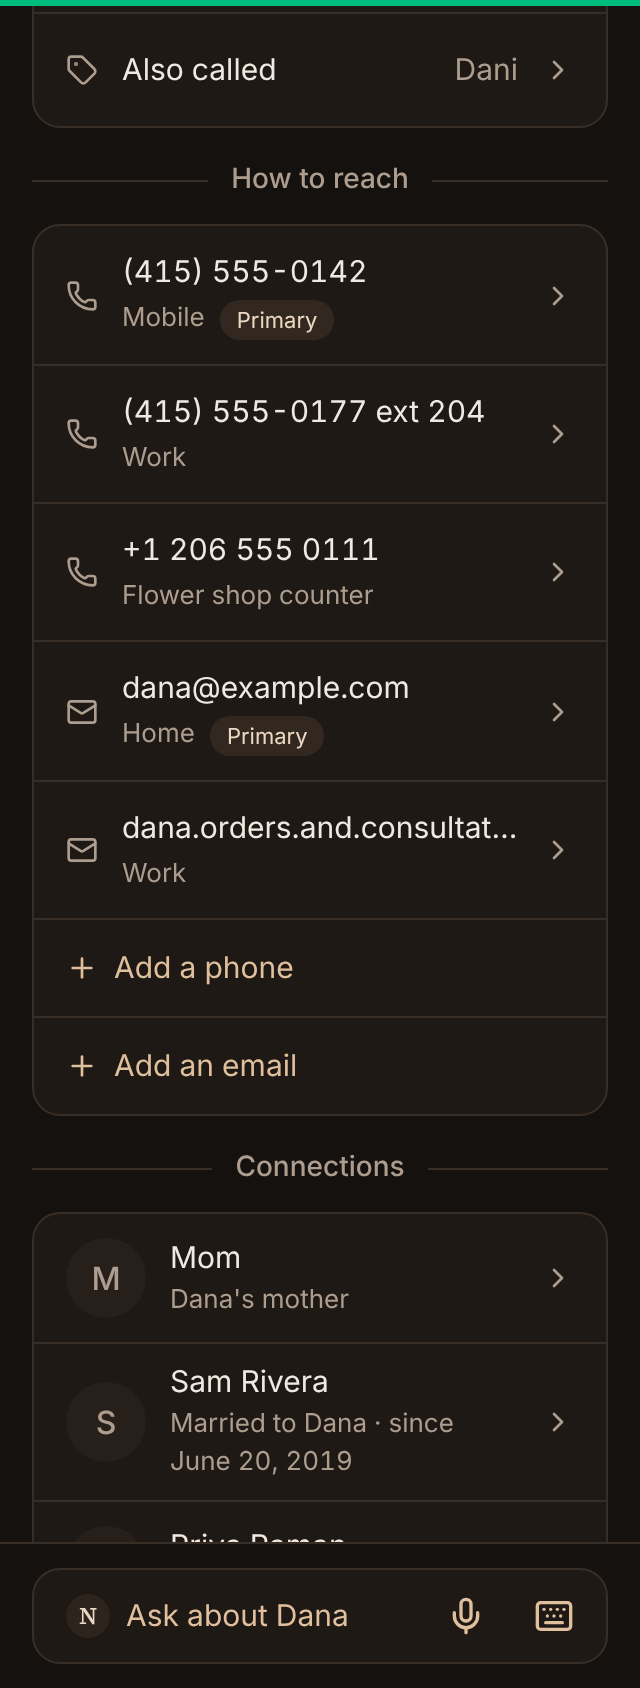 Also called
Dani
How to reach
(415) 555-0142
Mobile
Primary
(415) 555-0177 ext 204
Work
+1 206 555 0111
Flower shop counter
dana@example.com
Home
Primary
dana.orders.and.consultat...
Work
Add a phone
Add an email
Connections
M
Mom
Dana's mother
S
Sam Rivera
Married to Dana · since
June 20, 2019
N
Ask about Dana